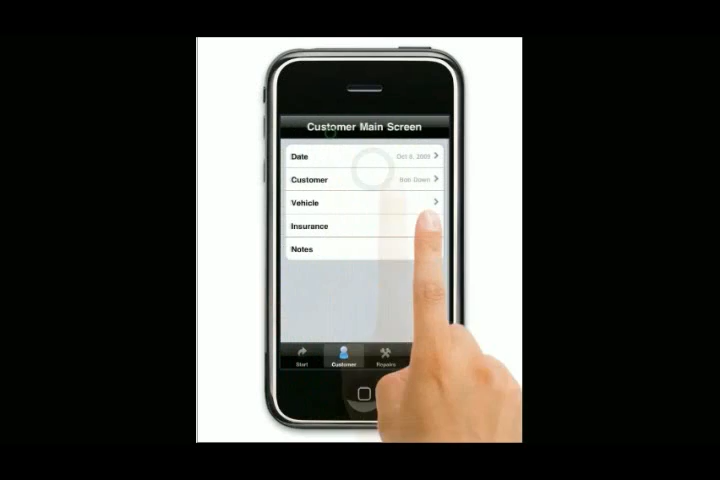 Customer Main Screen
Date
Customer
Vehicle
Insurance
Notes
Start
Customer
Repairs